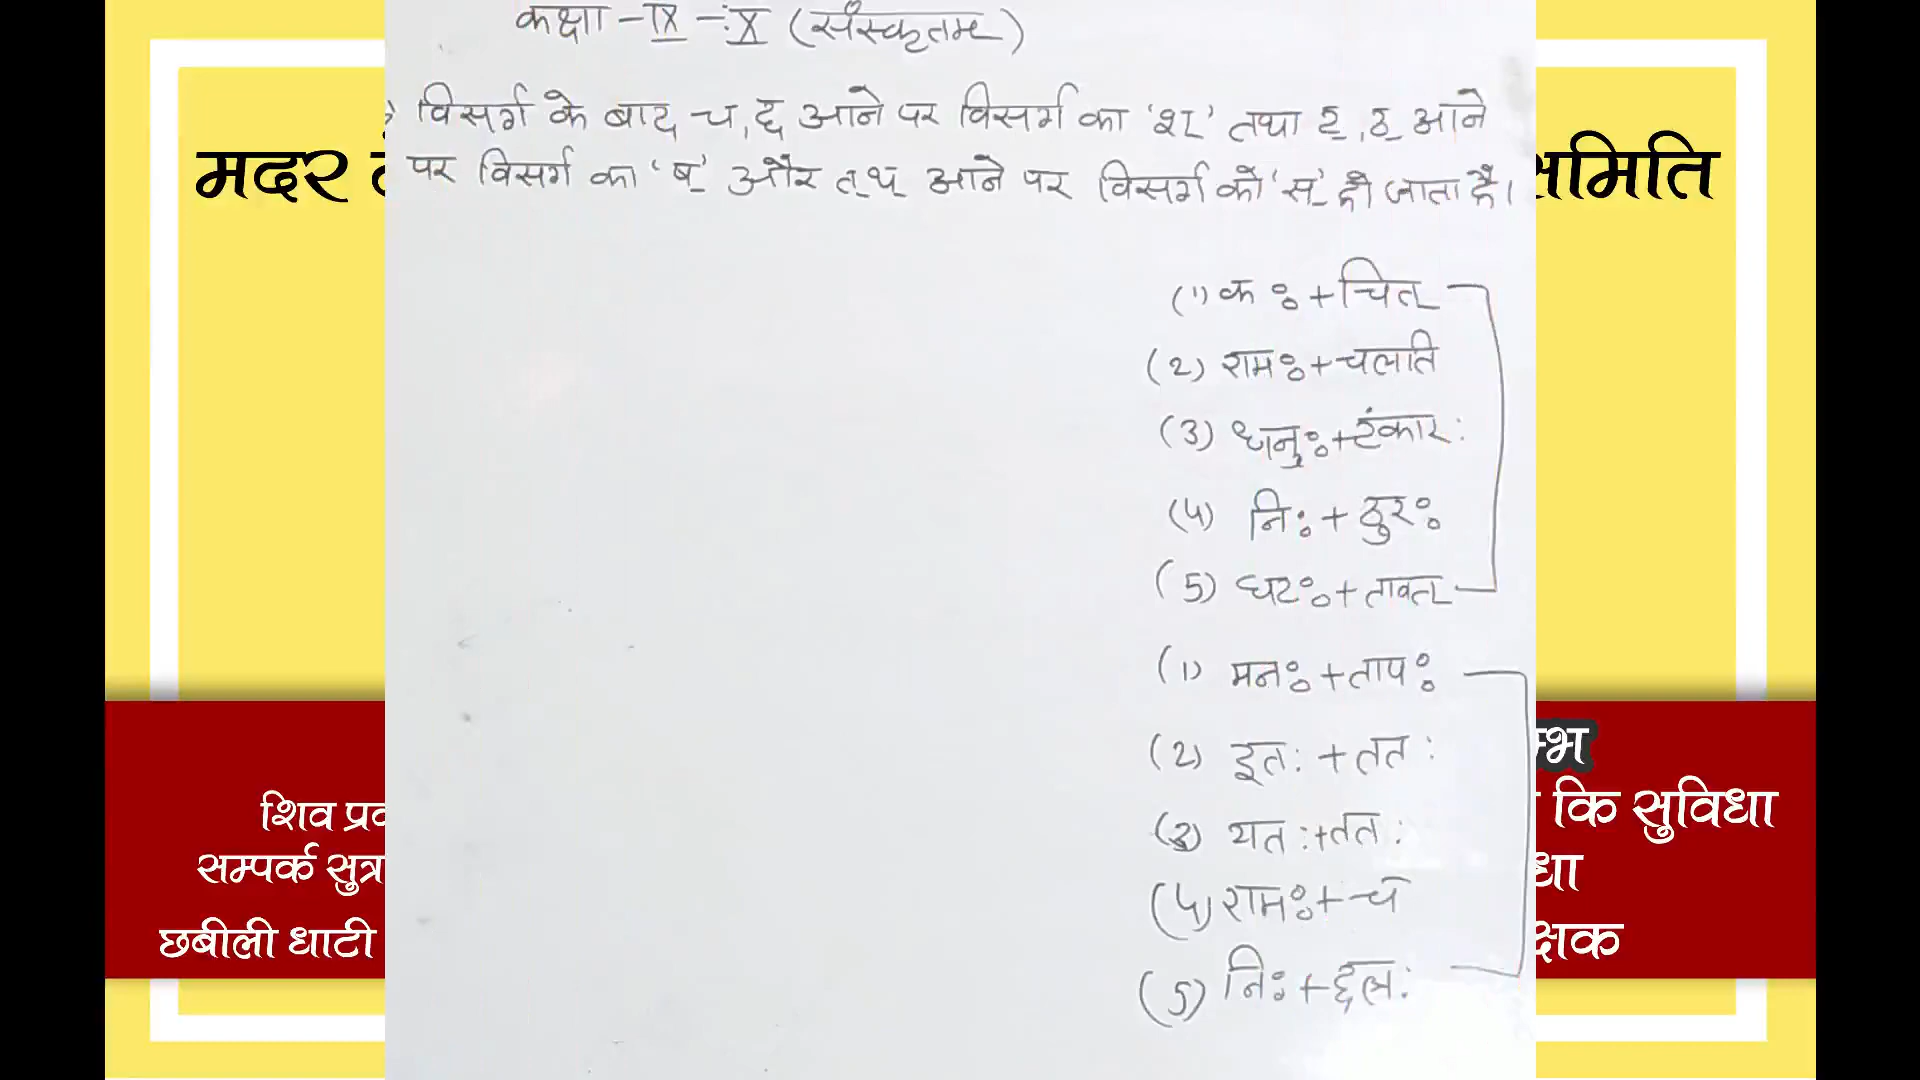 कक्षा - IX - X (संस्कृतम्)
विसर्ग के बाद च, छ आने पर विसर्ग का 'श्' तथा ट्, ठ् आने
पर विसर्ग का 'ष्' और त् थ् आने पर विसर्ग को 'स्' हो जाता है।
मदर
समिति
(1) कः + चित्
(2) रामः + चलति
(3) धनुः + टंकारः
(4) निः + ठुरः
(5) घटः + तावत्
(1) मनः + तापः
(2) इतः + ततः
(3) यतः + ततः
(4) रामः + च
(5) निः + छलः
म्भ
शिव प्रव
कि सुविधा
सम्पर्क सुत्र
धा
छबीली धाटी
क्षक